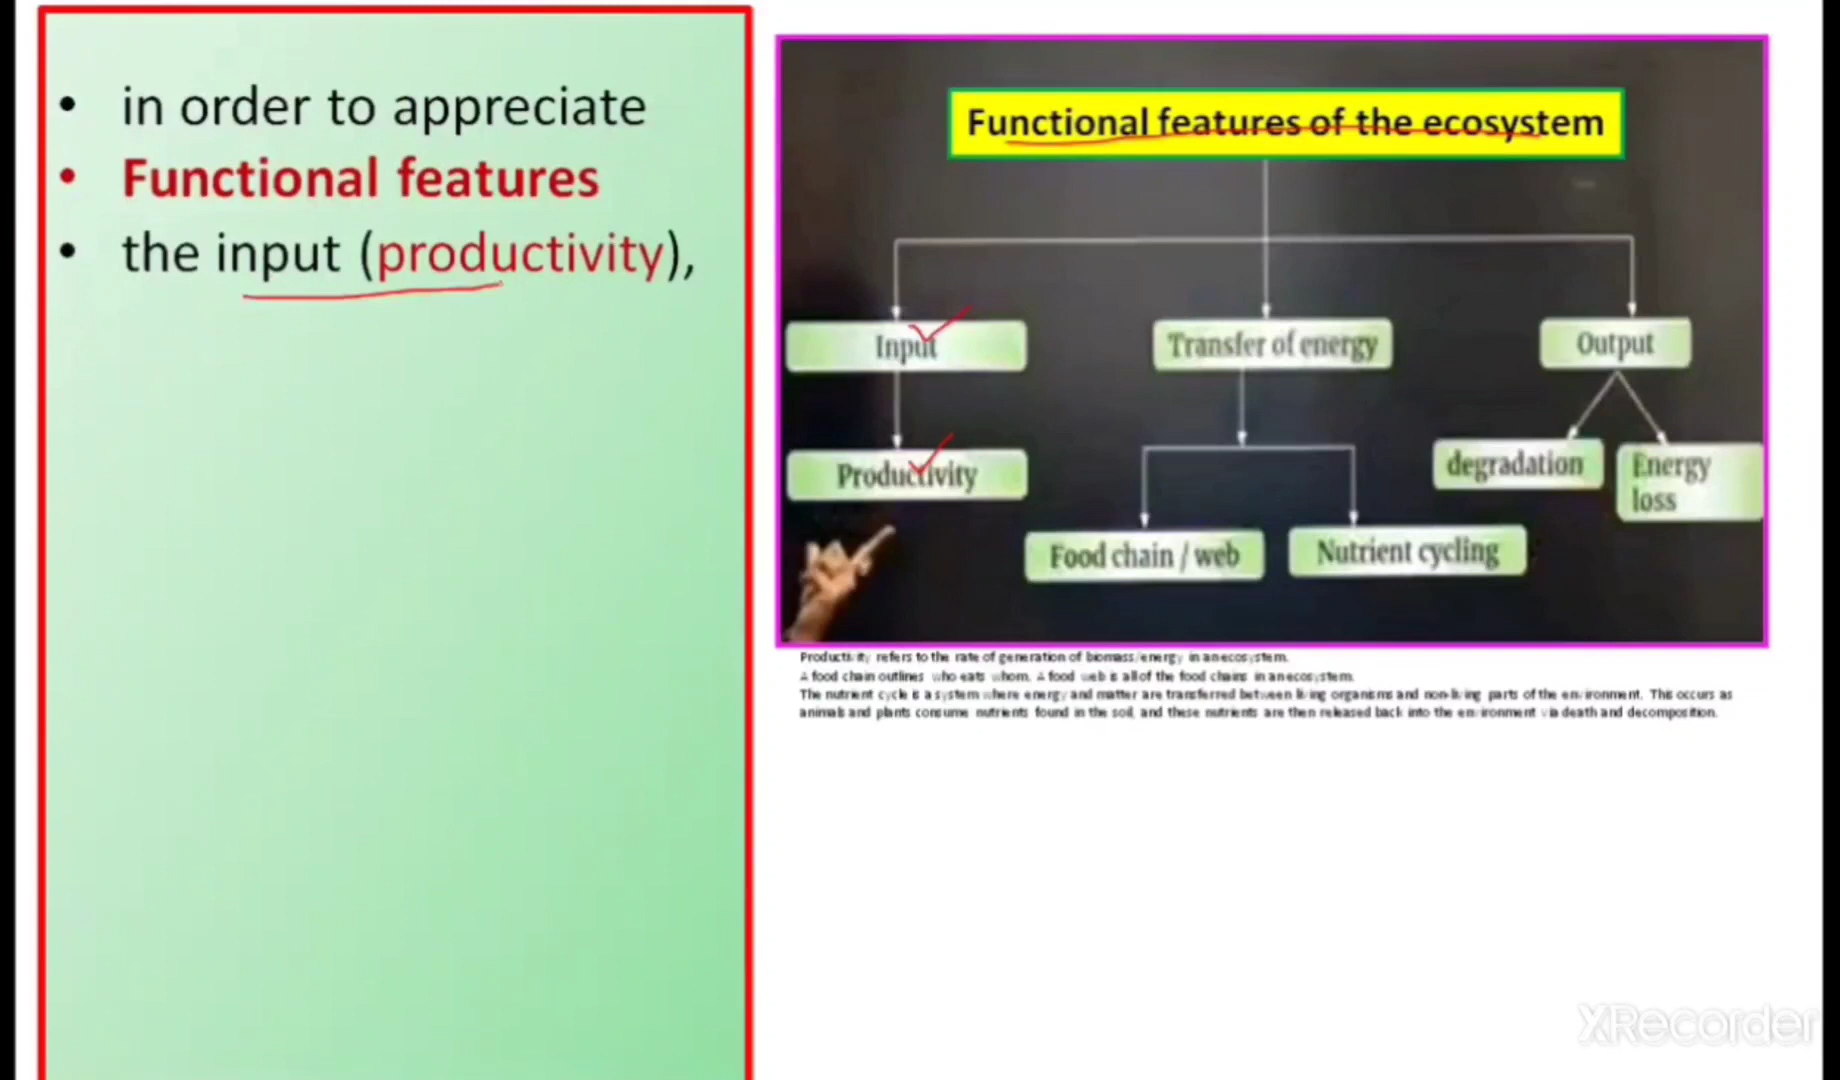 • in order to appreciate
• Functional features
• the input (productivity),
Functional features of the ecosystem
Input
Transfer of energy
Output
Productivity
degradation
Energy
loss
Food chain / web
Nutrient cycling
Productivity refers to the rate of generation of biomass/energy in an ecosystem.
A food chain outlines who eats whom. A food web is all of the food chains in an ecosystem.
The nutrient cycle is a system where energy and matter are transferred between living organisms and non-living parts of the environment. This occurs as
animals and plants consume nutrients found in the soil, and these nutrients are then released back into the environment via death and decomposition.
XRecorder